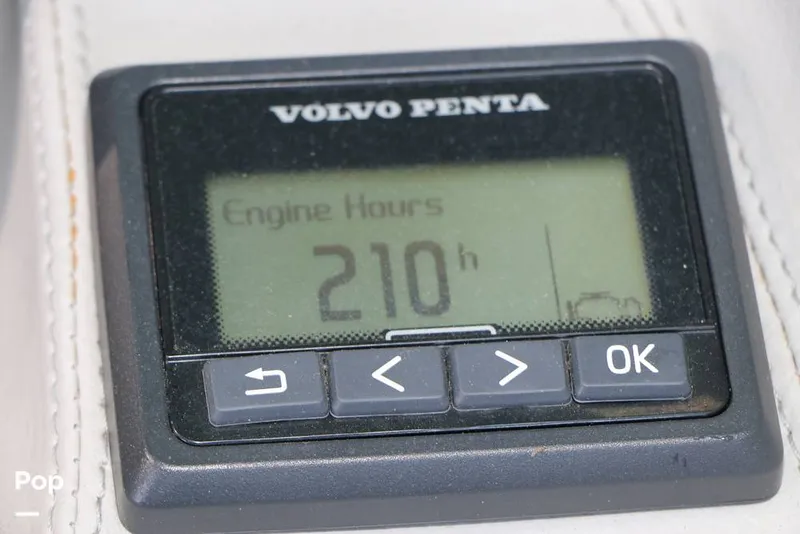 VOLVO PENTA
Engine Hours
210 h
< > OK
Pop